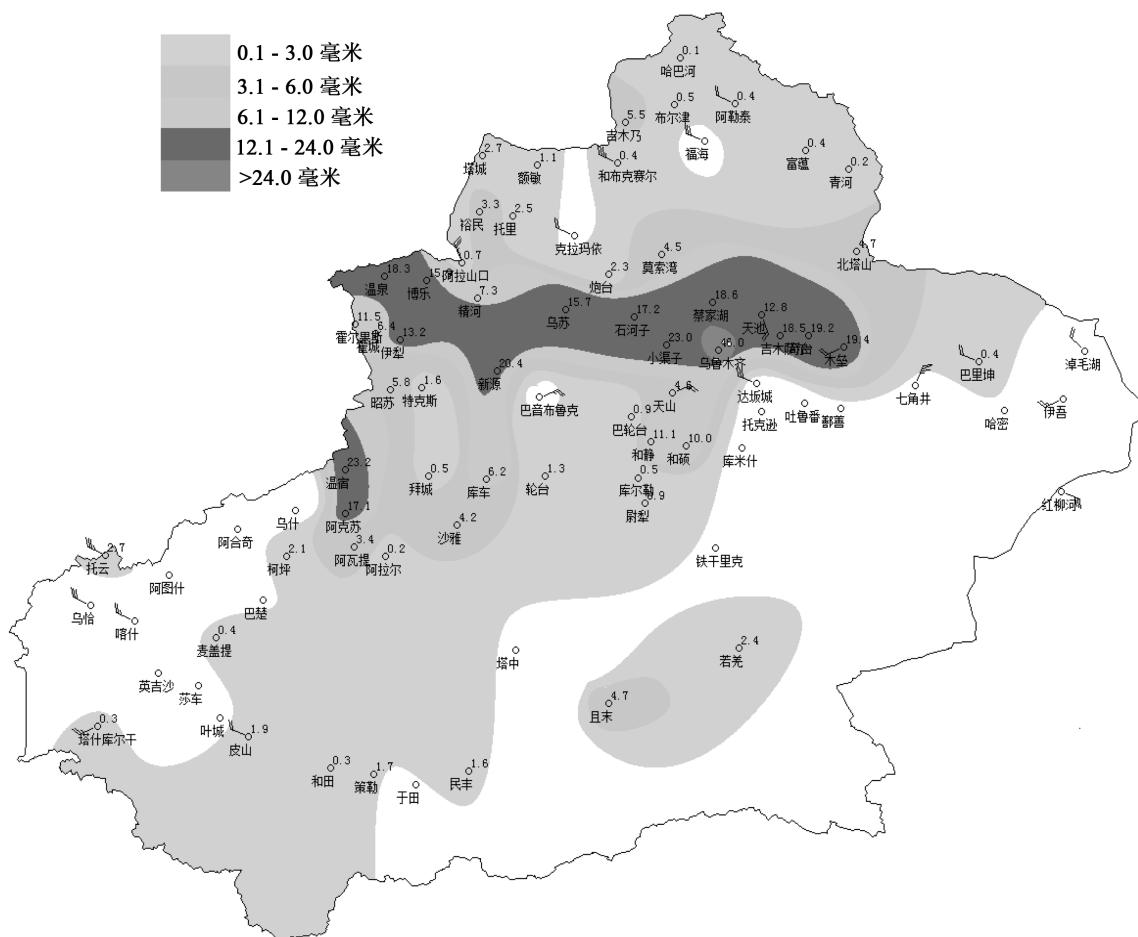 0.1 - 3.0 毫米
3.1 - 6.0 毫米
6.1 - 12.0 毫米
12.1 - 24.0 毫米
>24.0 毫米
0.1
哈巴河
0.5
布尔津
0.4
阿勒泰
5.5
吉木乃
福海
0.4
和布克赛尔
0.4
富蕴
0.2
青河
2.7
塔城
1.1
额敏
3.3
裕民
2.5
托里
克拉玛依
4.7
北塔山
4.5
莫索湾
2.3
炮台
0.7
阿拉山口
18.3
温泉
博乐
7.3
精河
15.7
乌苏
17.2
石河子
18.6
蔡家湖
12.8
天池
18.5
19.2
19.4
木垒
23.0
小渠子
乌鲁木齐
11.5
霍尔果斯
6.4
霍城
13.2
伊犁
20.4
新源
5.8
昭苏
1.6
特克斯
巴音布鲁克
4.6
天山
达坂城
0.9
巴轮台
托克逊
吐鲁番
鄯善
七角井
0.4
巴里坤
淖毛湖
伊吾
哈密
11.1
和静
10.0
和硕
库米什
0.5
库尔勒
尉犁
红柳河
23.2
温宿
0.5
拜城
6.2
库车
1.3
轮台
17.1
阿克苏
4.2
沙雅
乌什
阿合奇
3.4
阿瓦提
0.2
阿拉尔
2.1
柯坪
铁干里克
2.7
托云
阿图什
巴楚
乌恰
喀什
0.4
麦盖提
塔中
2.4
若羌
英吉沙
莎车
4.7
且末
叶城
0.3
塔什库尔干
1.9
皮山
0.3
和田
1.7
策勒
于田
1.6
民丰